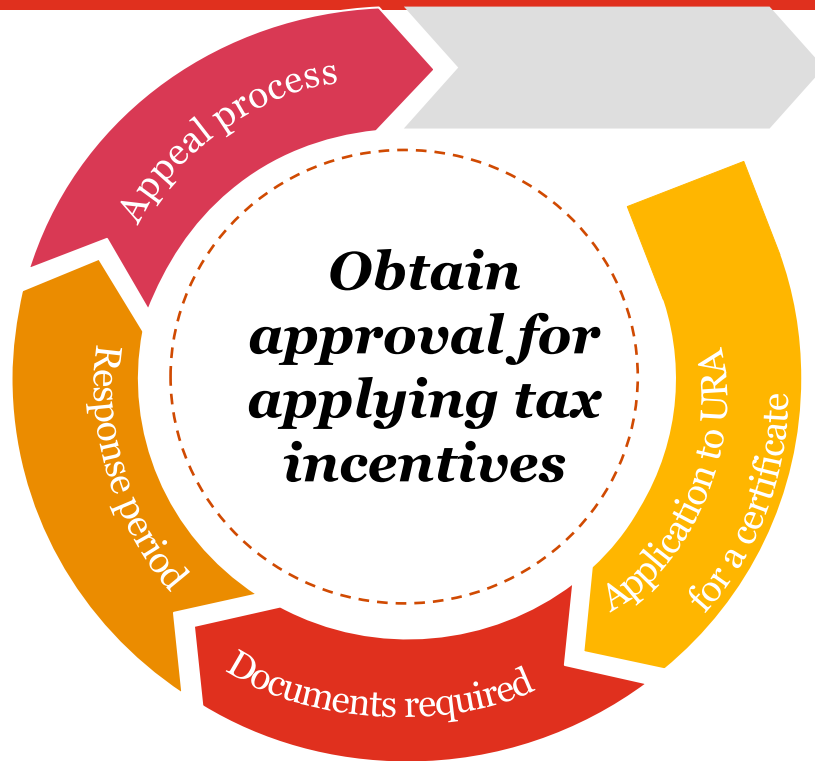 Obtain
approval for
applying tax
incentives
Application to URA
for a certificate
Documents required
Response period
Appeal process